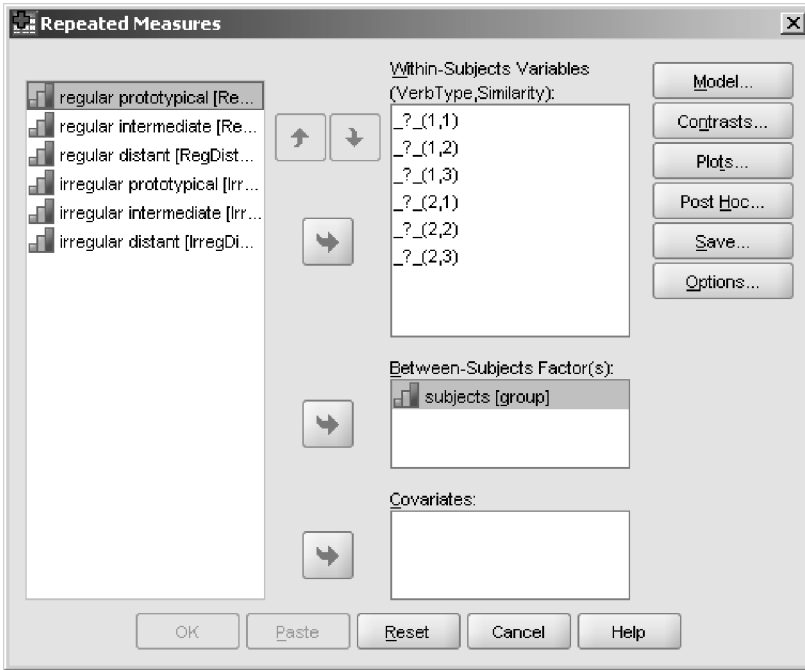 Repeated Measures
regular prototypical [Re...
regular intermediate [Re...
regular distant [RegDist...
irregular prototypical [Irr...
irregular intermediate [Irr...
irregular distant [IrregDi...
Within-Subjects Variables
(VerbType,Similarity):
_?_(1,1)
_?_(1,2)
_?_(1,3)
_?_(2,1)
_?_(2,2)
_?_(2,3)
Between-Subjects Factor(s):
subjects [group]
Covariates:
Model...
Contrasts...
Plots...
Post Hoc...
Save...
Options...
OK
Paste
Reset
Cancel
Help